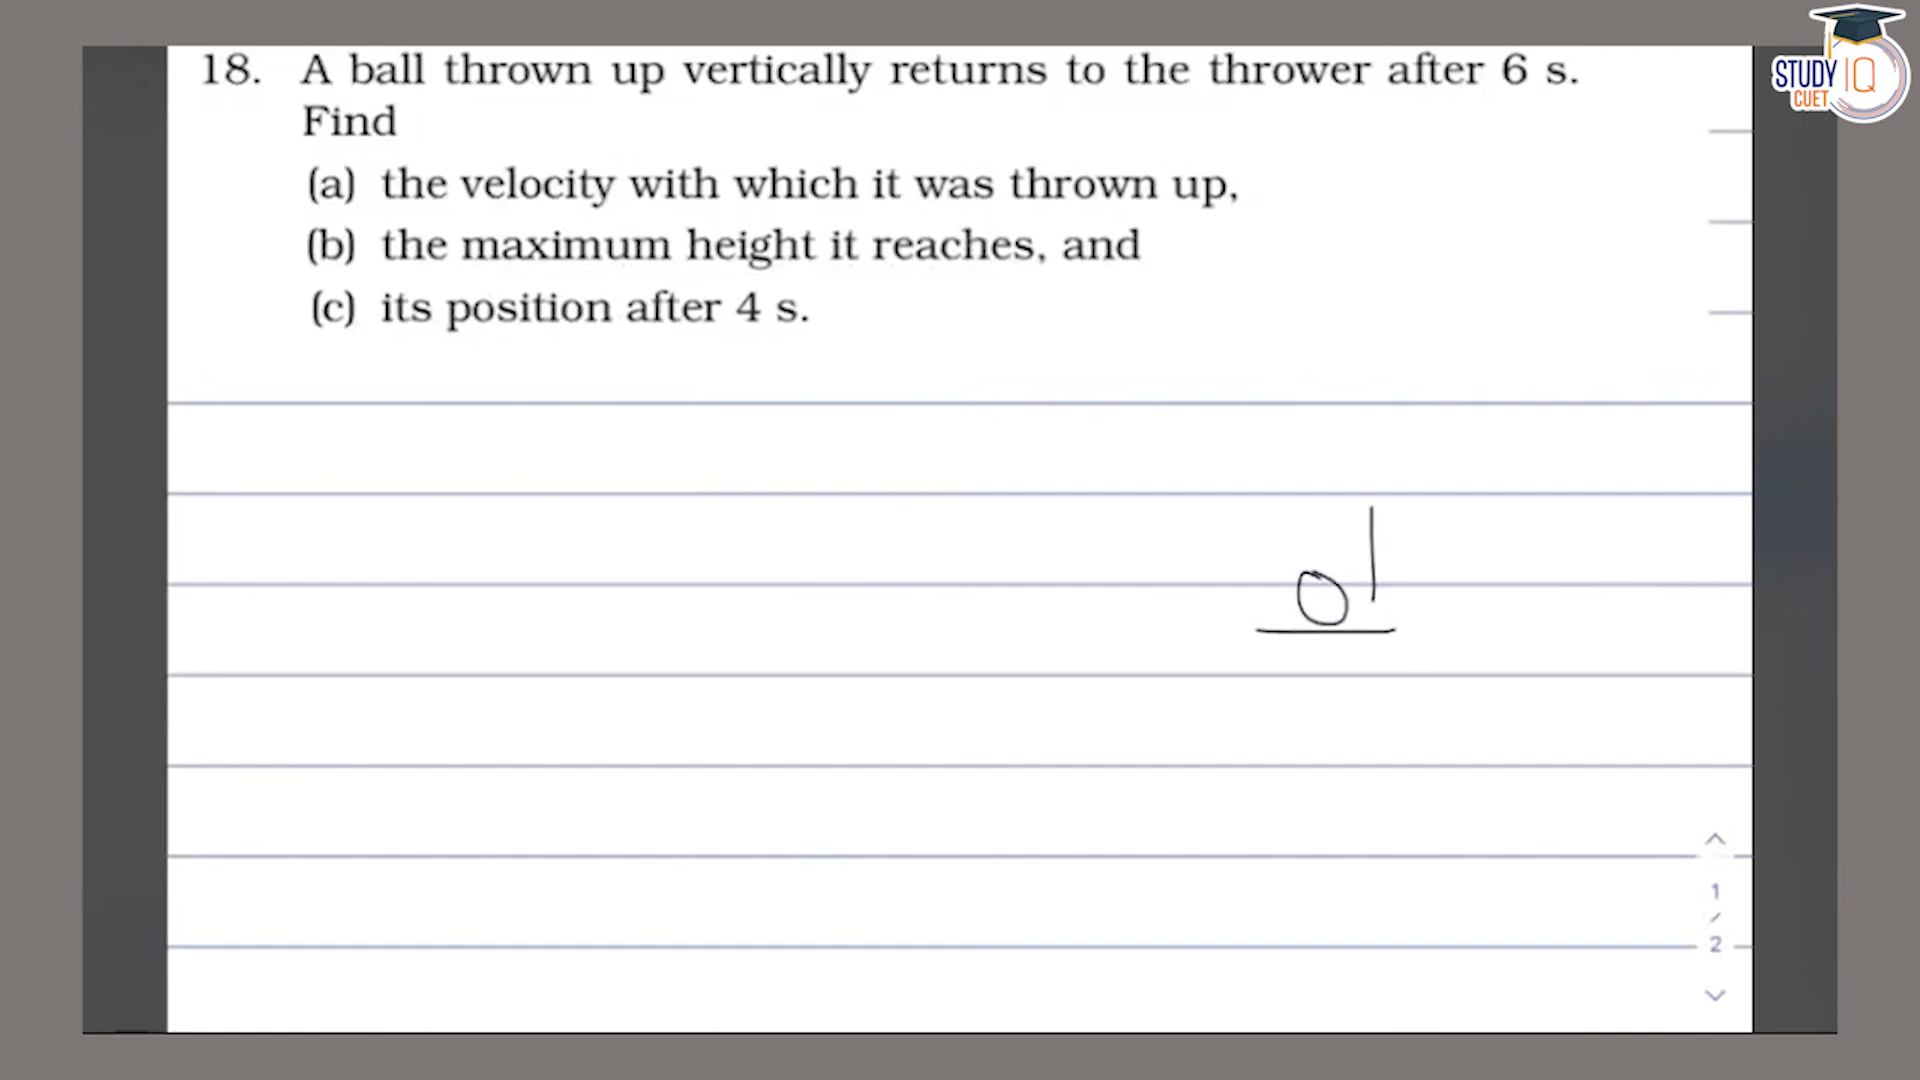 18. A ball thrown up vertically returns to the thrower after 6 s.
Find
(a) the velocity with which it was thrown up,
(b) the maximum height it reaches, and
(c) its position after 4 s.
STUDY IQ
CUET
1
/
2